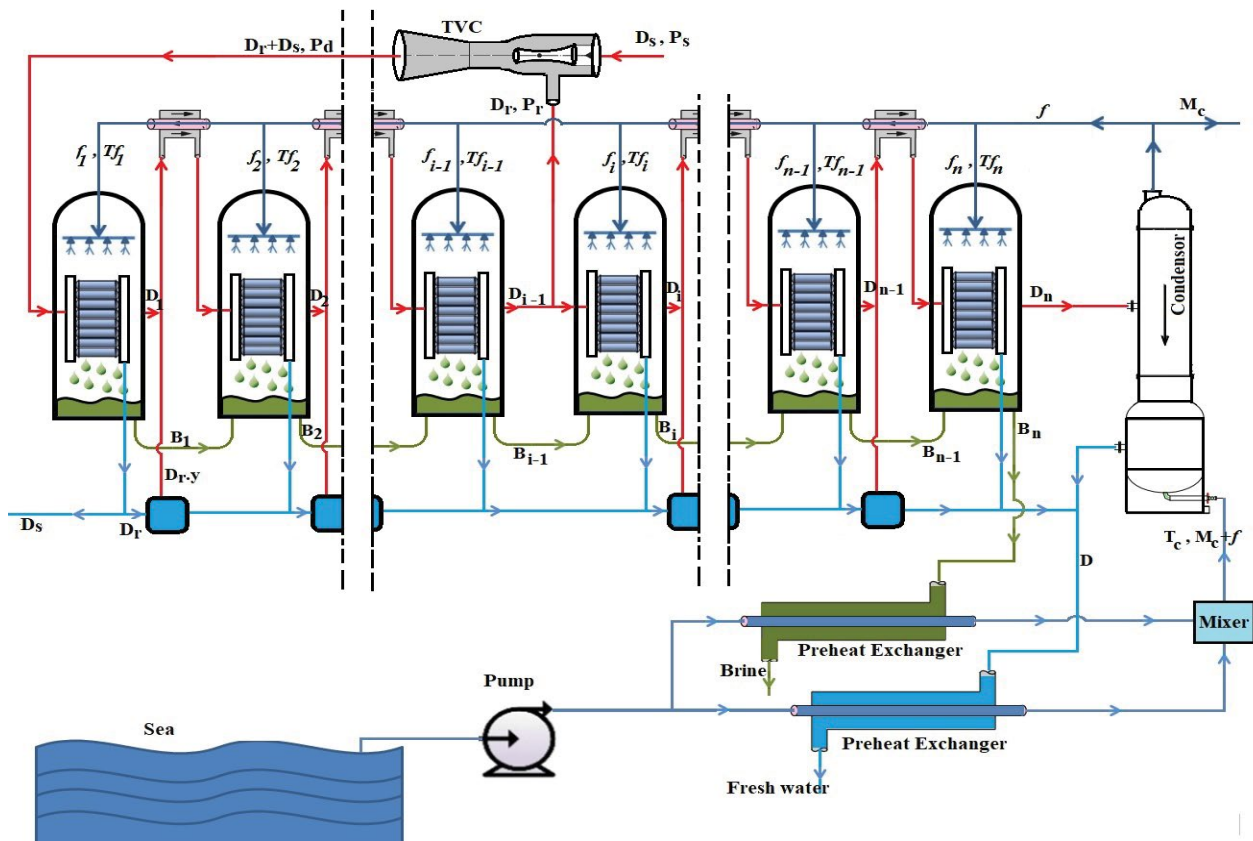 TVC
Dr+Ds, Pd
Ds, Ps
Dr, Pr
f
Mc
f1, Tf1
f2, Tf2
fi-1, Tfi-1
fi, Tfi
fn-1, Tfn-1
fn, Tfn
D1
D2
Di-1
Di
Dn-1
Dn
Condensor
B1
B2
Bi-1
Bi
Bn-1
Bn
Dr.y
Ds
Dr
Tc, Mc+f
D
Mixer
Preheat Exchanger
Brine
Pump
Sea
Preheat Exchanger
Fresh water